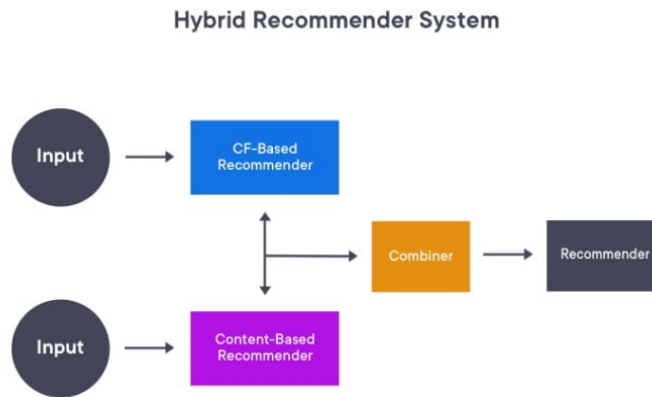 Hybrid Recommender System
Input
CF-Based
Recommender
Combiner
Recommender
Input
Content-Based
Recommender